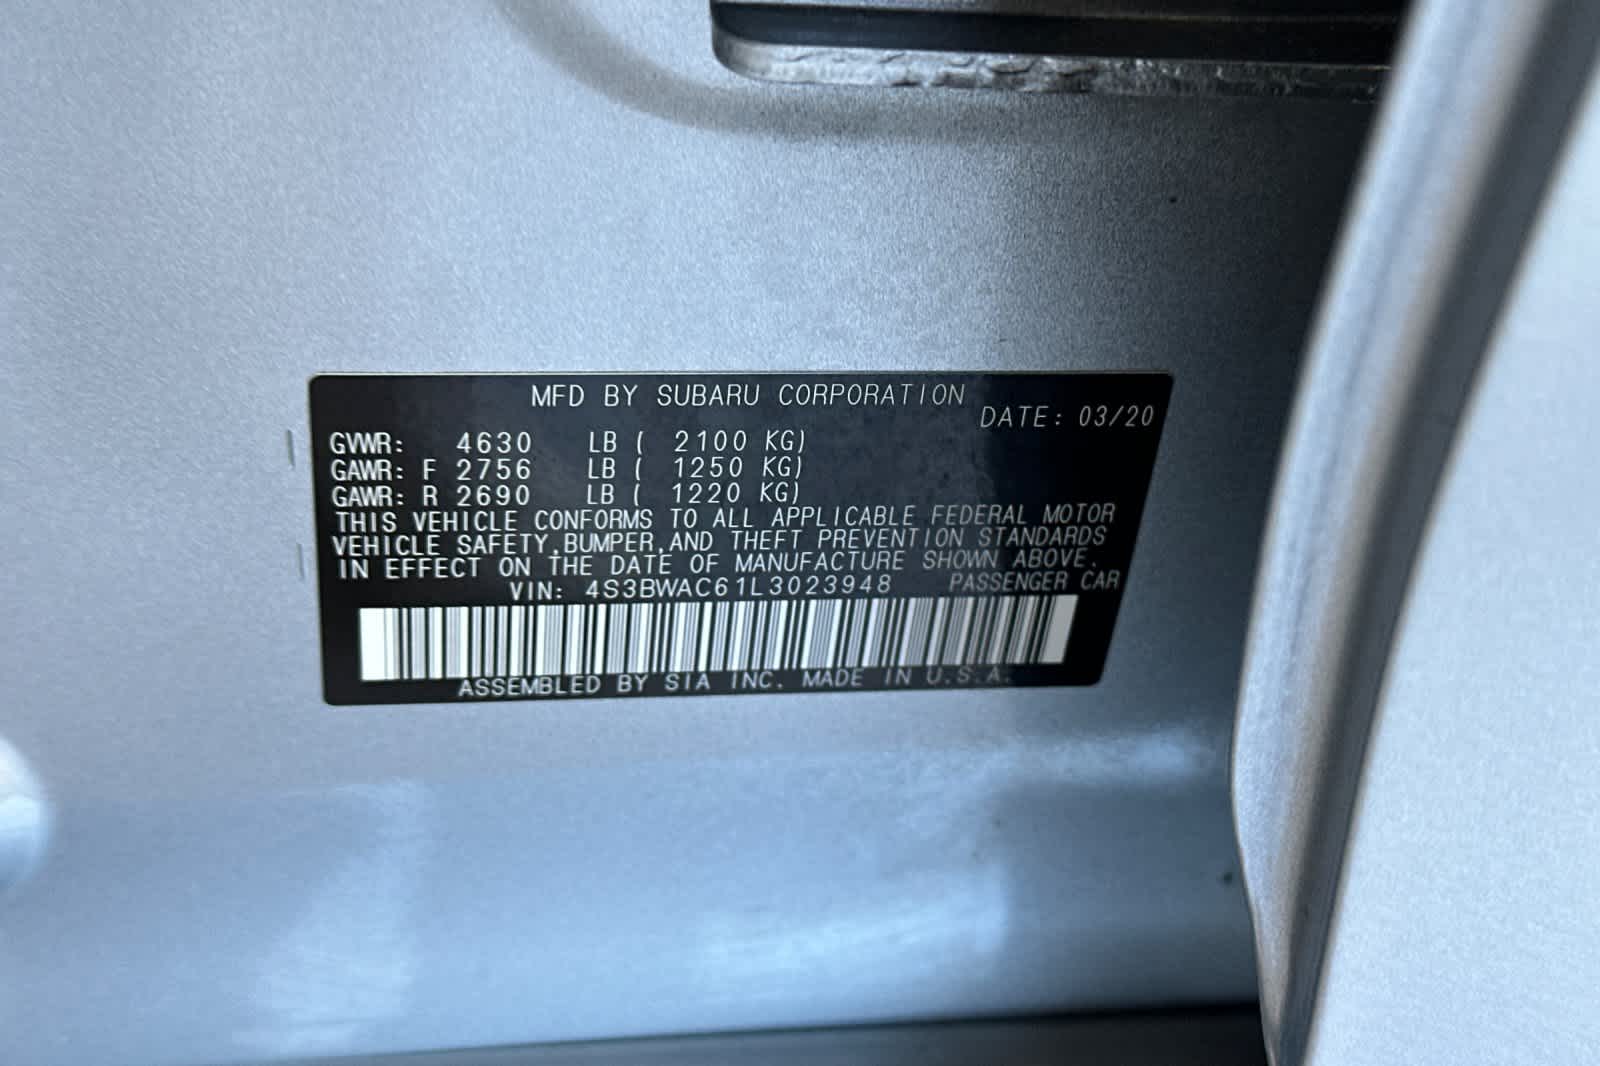 MFD BY SUBARU CORPORATION
DATE: 03/20
GVWR: 4630 LB ( 2100 KG)
GAWR: F 2756 LB ( 1250 KG)
GAWR: R 2690 LB ( 1220 KG)
THIS VEHICLE CONFORMS TO ALL APPLICABLE FEDERAL MOTOR
VEHICLE SAFETY,BUMPER,AND THEFT PREVENTION STANDARDS
IN EFFECT ON THE DATE OF MANUFACTURE SHOWN ABOVE.
VIN: 4S3BWAC61L3023948 PASSENGER CAR
ASSEMBLED BY SIA INC. MADE IN U.S.A.